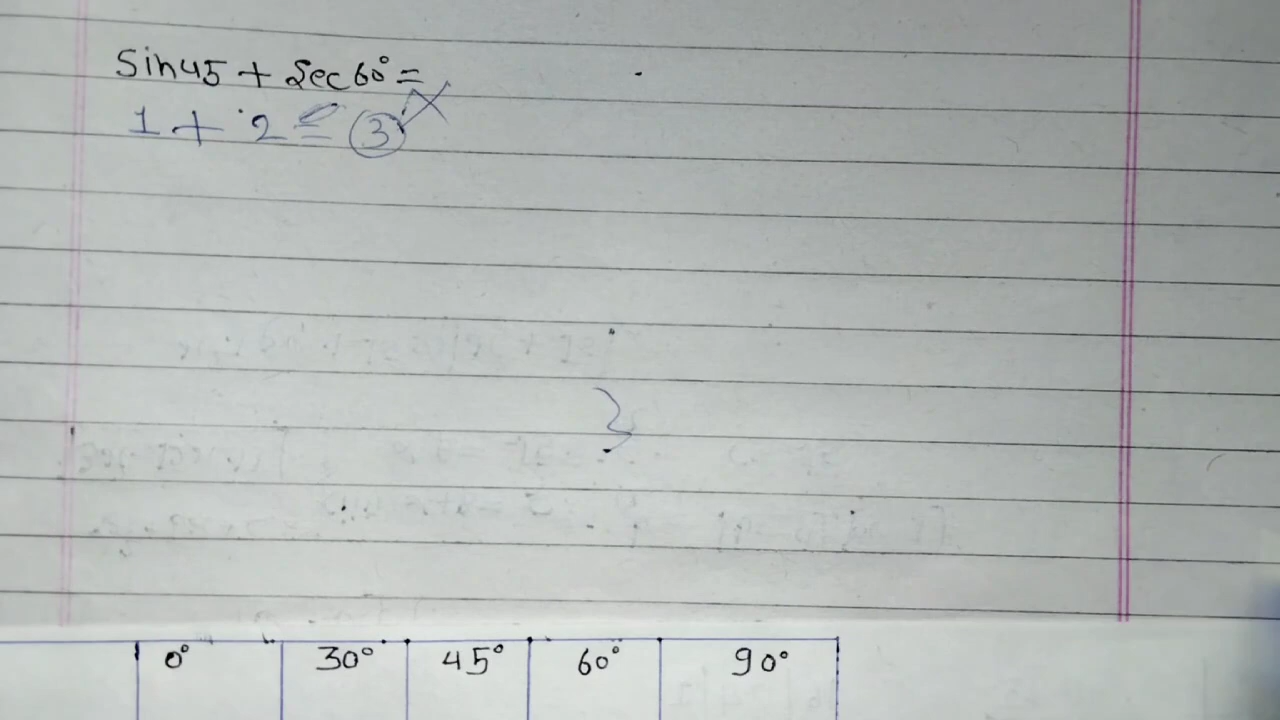 Sin45 + Sec60° =
1 + 2 = 3
0° 30° 45° 60° 90°